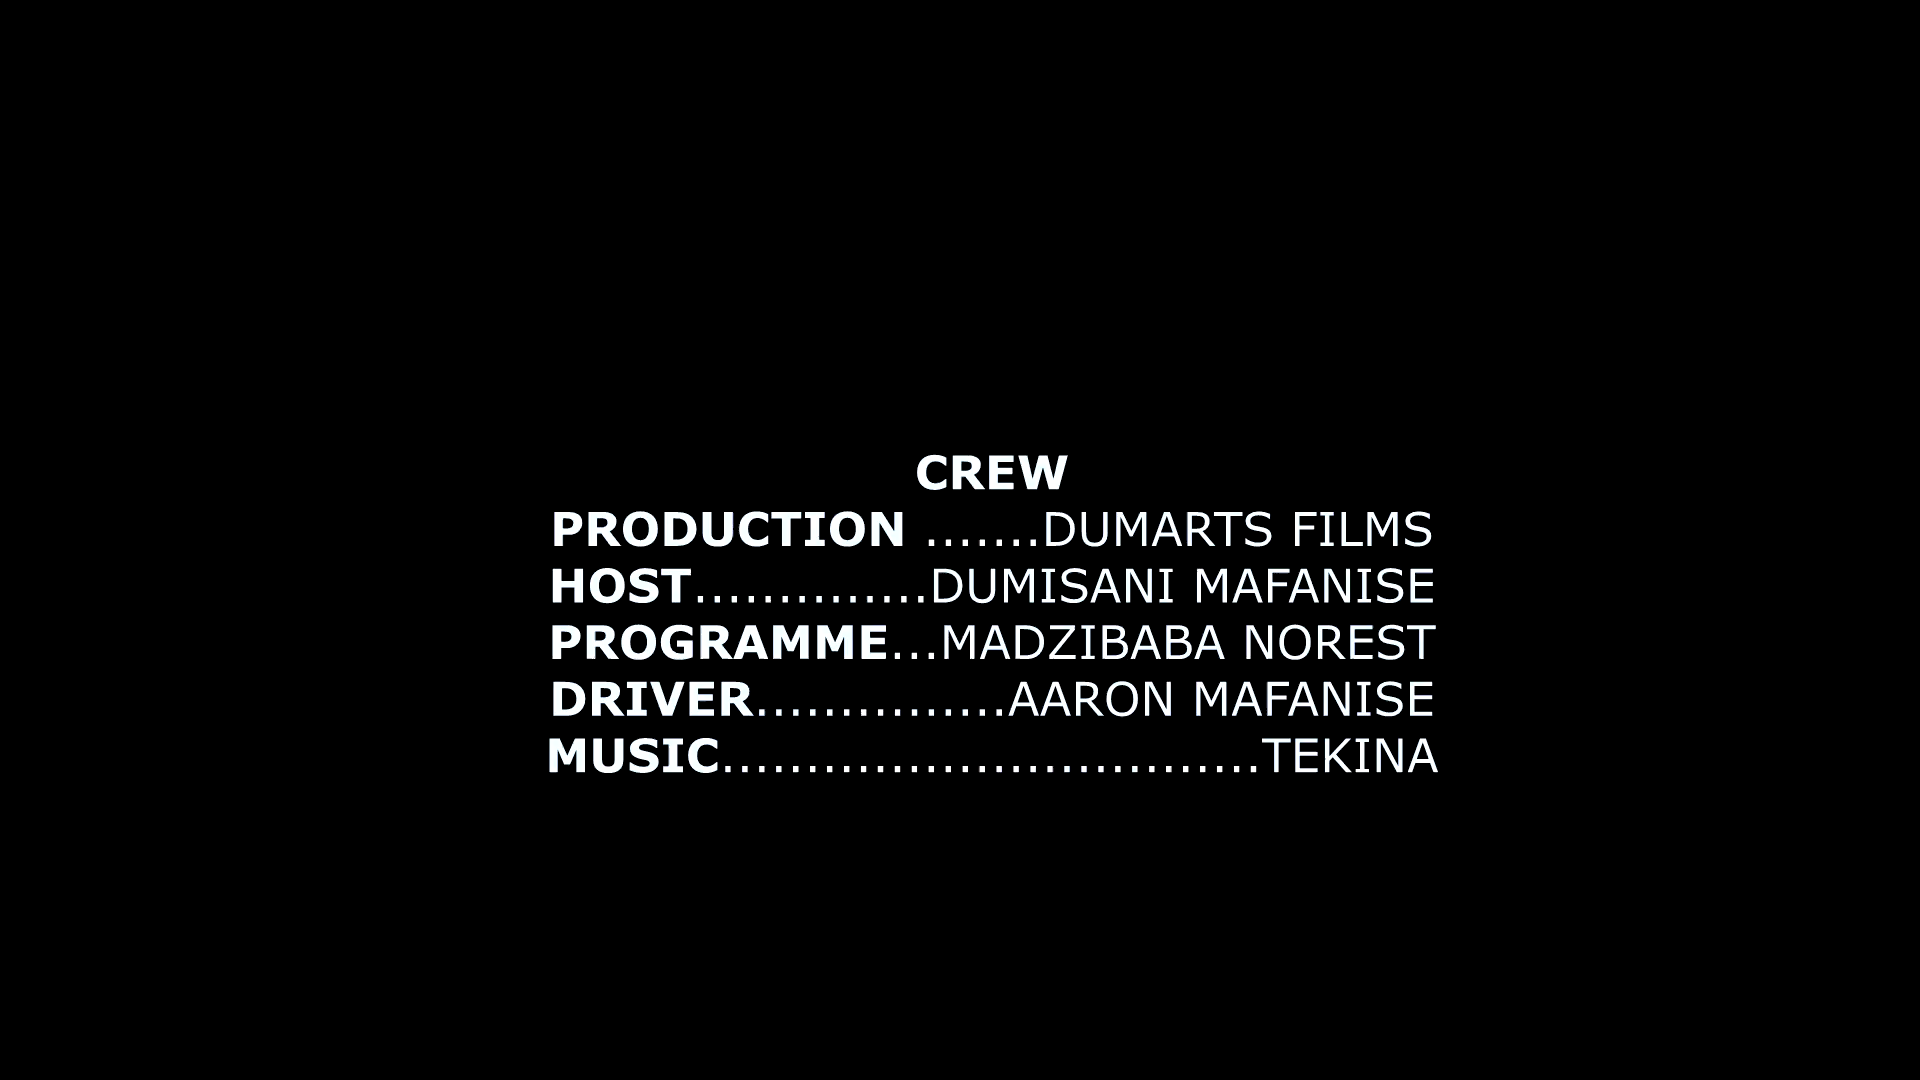 CREW
PRODUCTION .......DUMARTS FILMS
HOST..............DUMISANI MAFANISE
PROGRAMME...MADZIBABA NOREST
DRIVER...............AARON MAFANISE
MUSIC................................TEKINA